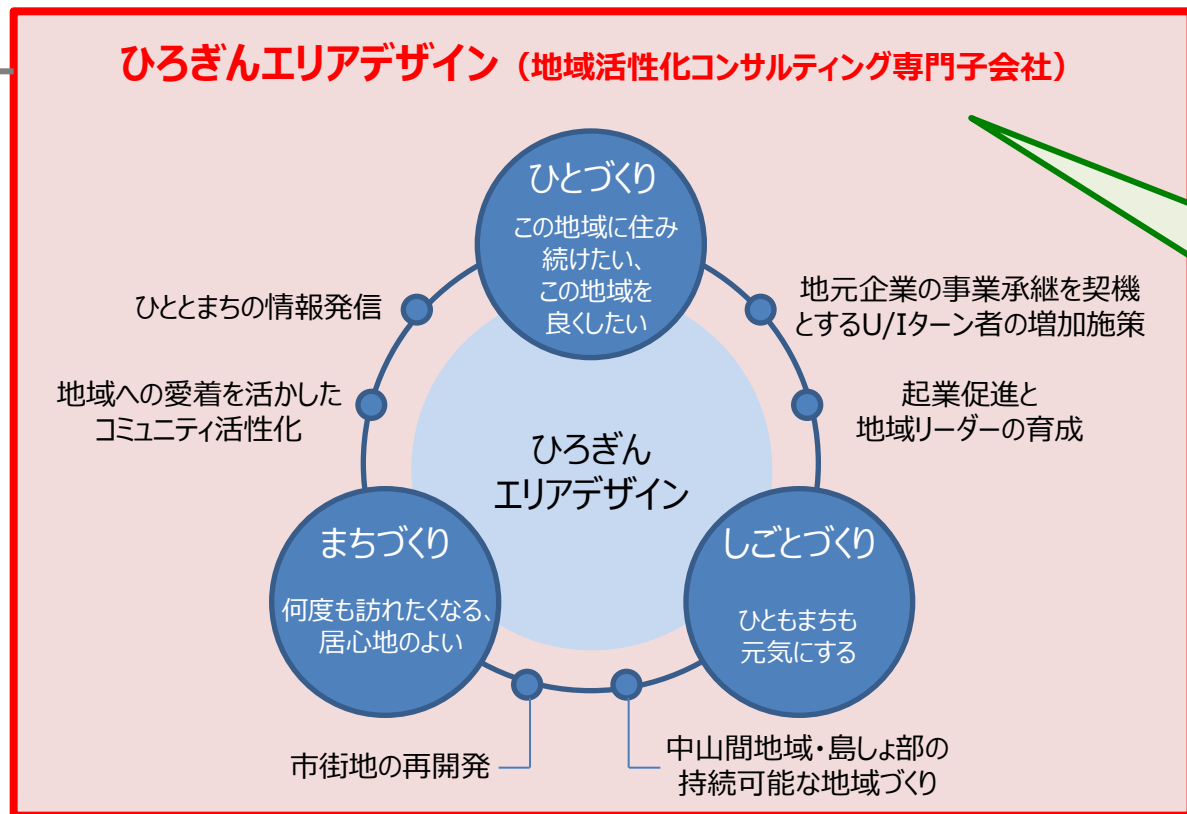 ひろぎんエリアデザイン（地域活性化コンサルティング専門子会社）
ひとづくり
この地域に住み
続けたい、
この地域を
良くしたい
ひととまちの情報発信
地元企業の事業承継を契機
とするU/Iターン者の増加施策
地域への愛着を活かした
コミュニティ活性化
起業促進と
地域リーダーの育成
ひろぎん
エリアデザイン
まちづくり
何度も訪れたくなる、
居心地のよい
しごとづくり
ひともまちも
元気にする
市街地の再開発
中山間地域・島しょ部の
持続可能な地域づくり